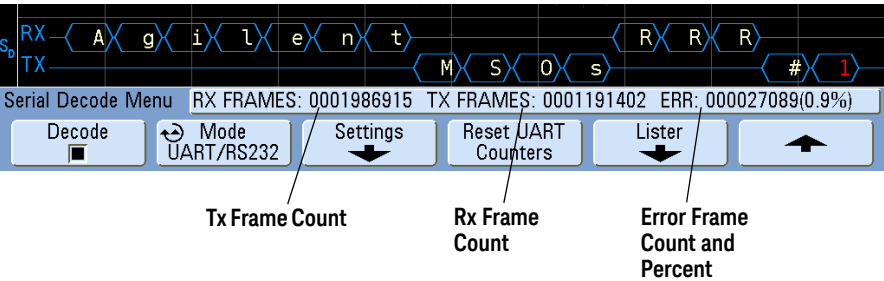 RX A g i l e n t R R R
S_D
TX M S O s # 1
Serial Decode Menu RX FRAMES: 0001986915 TX FRAMES: 0001191402 ERR: 000027089(0.9%)
Decode
Mode
UART/RS232
Settings
Reset UART
Counters
Lister
Tx Frame Count
Rx Frame
Count
Error Frame
Count and
Percent